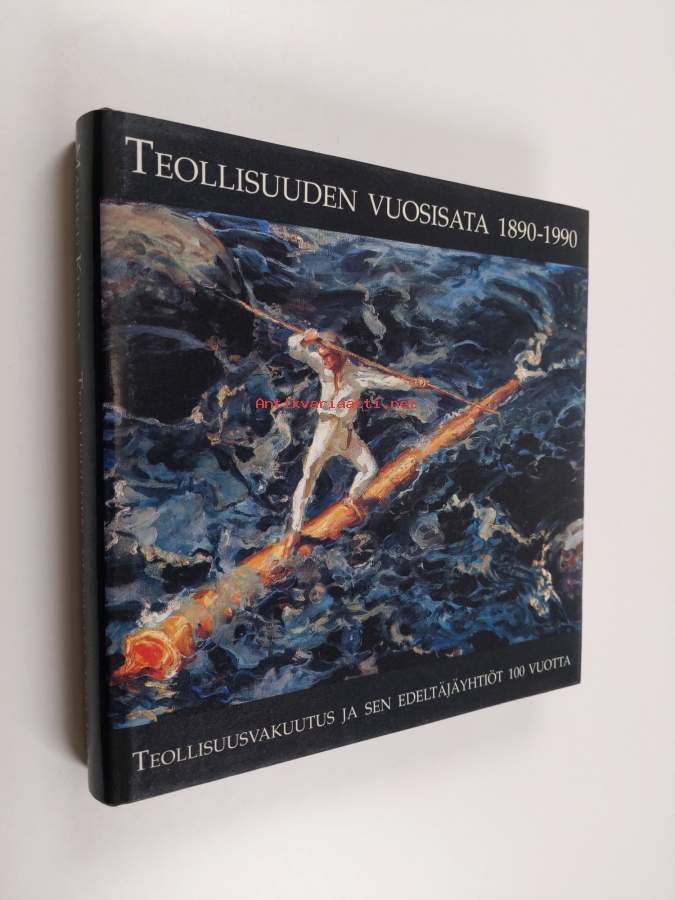 TEOLLISUUDEN VUOSISATA 1890-1990
Antikvariaatti.net
TEOLLISUUSVAKUUTUS JA SEN EDELTÄJÄYHTIÖT 100 VUOTTA